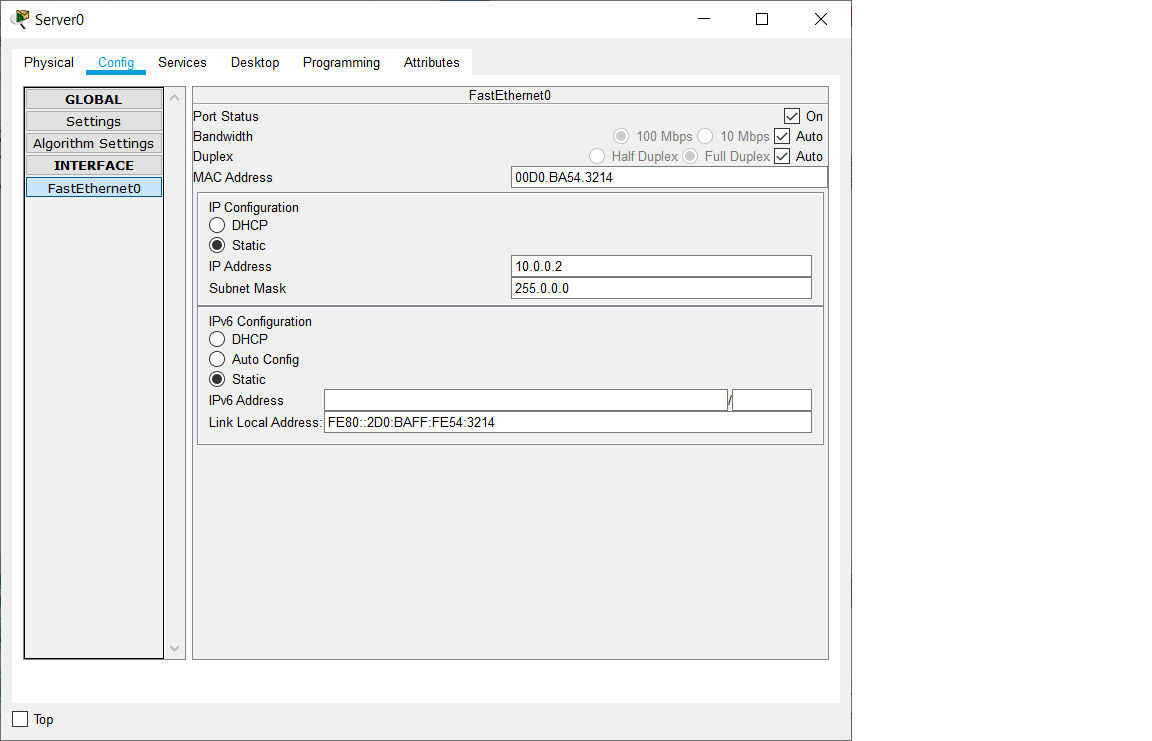 Server0
Physical Config Services Desktop Programming Attributes
GLOBAL
Settings
Algorithm Settings
INTERFACE
FastEthernet0
FastEthernet0
Port Status On
Bandwidth 100 Mbps 10 Mbps Auto
Duplex Half Duplex Full Duplex Auto
MAC Address 00D0.BA54.3214
IP Configuration
DHCP
Static
IP Address 10.0.0.2
Subnet Mask 255.0.0.0
IPv6 Configuration
DHCP
Auto Config
Static
IPv6 Address /
Link Local Address: FE80::2D0:BAFF:FE54:3214
Top